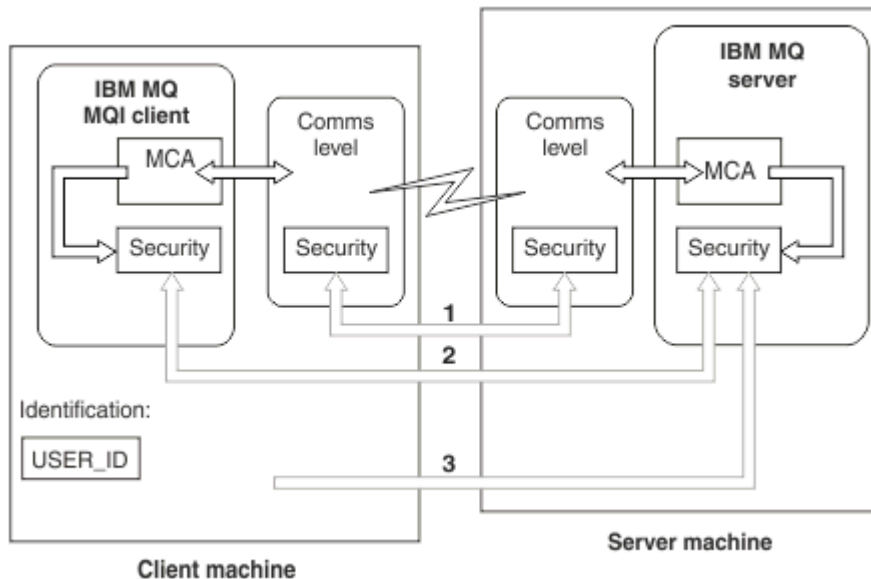 IBM MQ
MQI client
MCA
Security
Comms
level
Security
Comms
level
Security
IBM MQ
server
MCA
Security
1
2
3
Identification:
USER_ID
Client machine
Server machine